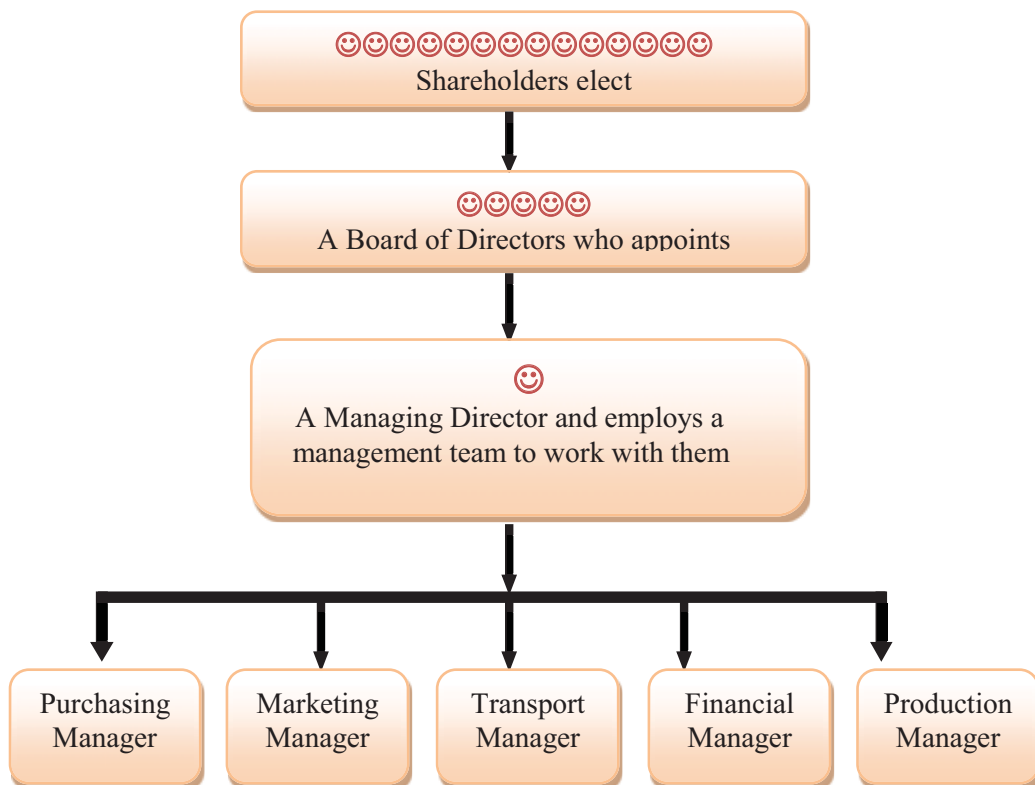 Shareholders elect
A Board of Directors who appoints
A Managing Director and employs a
management team to work with them
Purchasing
Manager
Marketing
Manager
Transport
Manager
Financial
Manager
Production
Manager